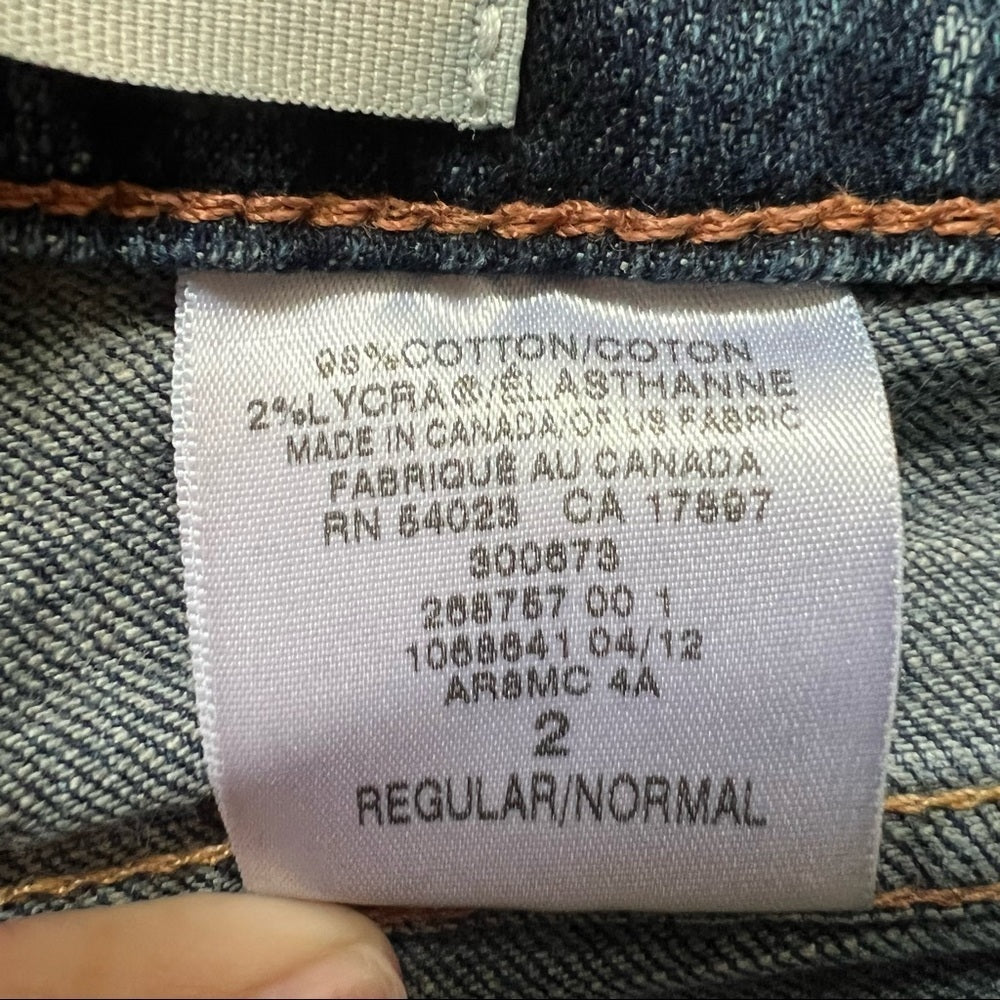 98%COTTON/COTON
2%LYCRA®/ÉLASTHANNE
MADE IN CANADA/OF US FABRIC
FABRIQUÉ AU CANADA
RN 54023 CA 17897
300673
268757 00 1
1068641 04/12
AR8MC 4A
2
REGULAR/NORMAL